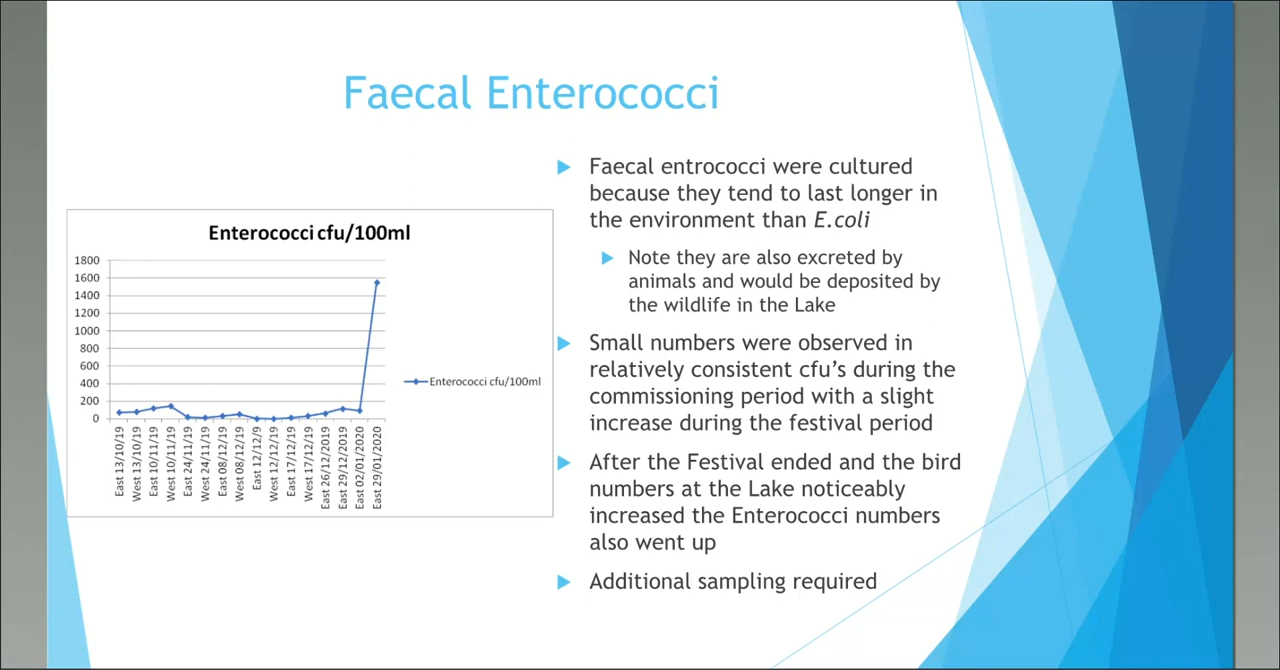 Faecal Enterococci
Faecal entrococci were cultured
because they tend to last longer in
the environment than E.coli
Note they are also excreted by
animals and would be deposited by
the wildlife in the Lake
Small numbers were observed in
relatively consistent cfu's during the
commissioning period with a slight
increase during the festival period
After the Festival ended and the bird
numbers at the Lake noticeably
increased the Enterococci numbers
also went up
Additional sampling required
Enterococci cfu/100ml
1800
1600
1400
1200
1000
800
600
400
200
0
East 13/10/19
West 13/10/19
East 10/11/19
West 10/11/19
East 24/11/19
West 24/11/19
East 08/12/19
West 08/12/19
East 12/12/9
West 12/12/19
East 17/12/19
West 17/12/19
East 26/12/2019
East 29/12/2019
East 02/01/2020
East 29/01/2020
Enterococci cfu/100ml